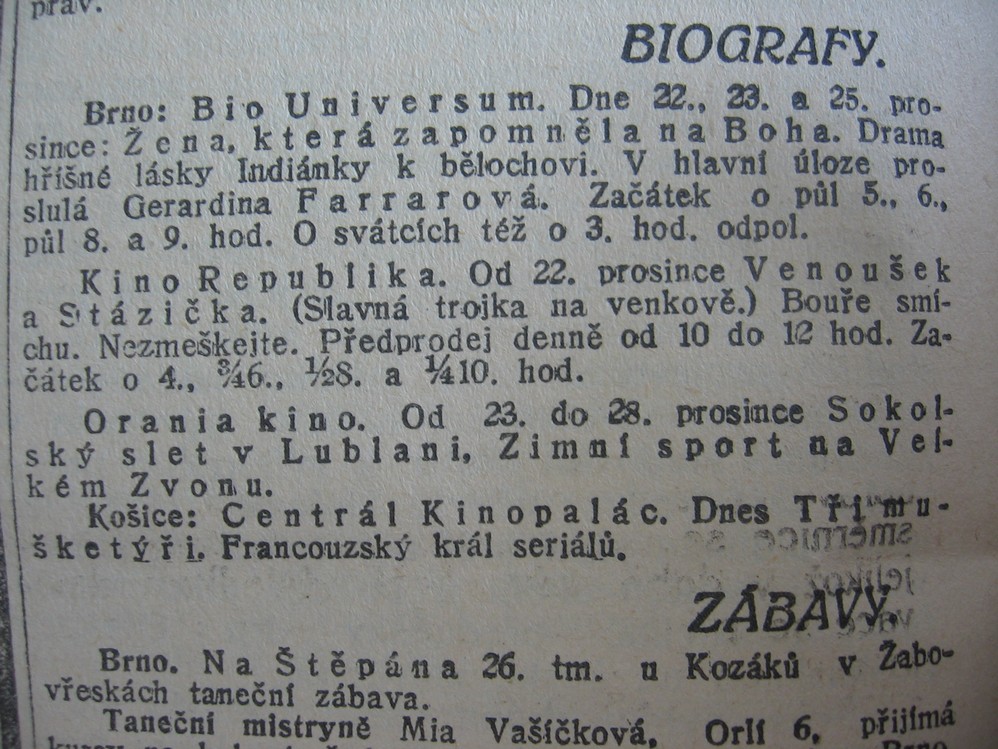 prav.
BIOGRAFY.
Brno: Bio Universum. Dne 22., 23. a 25. pro-
since: Žena, která zapomněla na Boha. Drama
hříšné lásky Indiánky k bělochovi. V hlavní úloze pro-
slulá Gerardina Farrarová. Začátek o půl 5., 6.,
půl 8. a 9. hod. O svátcích též o 3. hod. odpol.
Kino Republika. Od 22. prosince Venoušek
a Stázička. (Slavná trojka na venkově.) Bouře smí-
chu. Nezmeškejte. Předprodej denně od 10 do 12 hod. Za-
čátek o 4., ¾6., ½8. a ¼10. hod.
Orania kino. Od 23. do 28. prosince Sokol-
ský slet v Lublani, Zimní sport na Vel-
kém Zvonu.
Košice: Centrál Kinopalác. Dnes Tři mu-
šketýři. Francouzský král seriálů.
ZÁBAVY.
Brno. Na Štěpána 26. tm. u Kozáků v Žabo-
vřeskách taneční zábava.
Taneční mistryně Mia Vašíčková, Orlí 6, přijímá